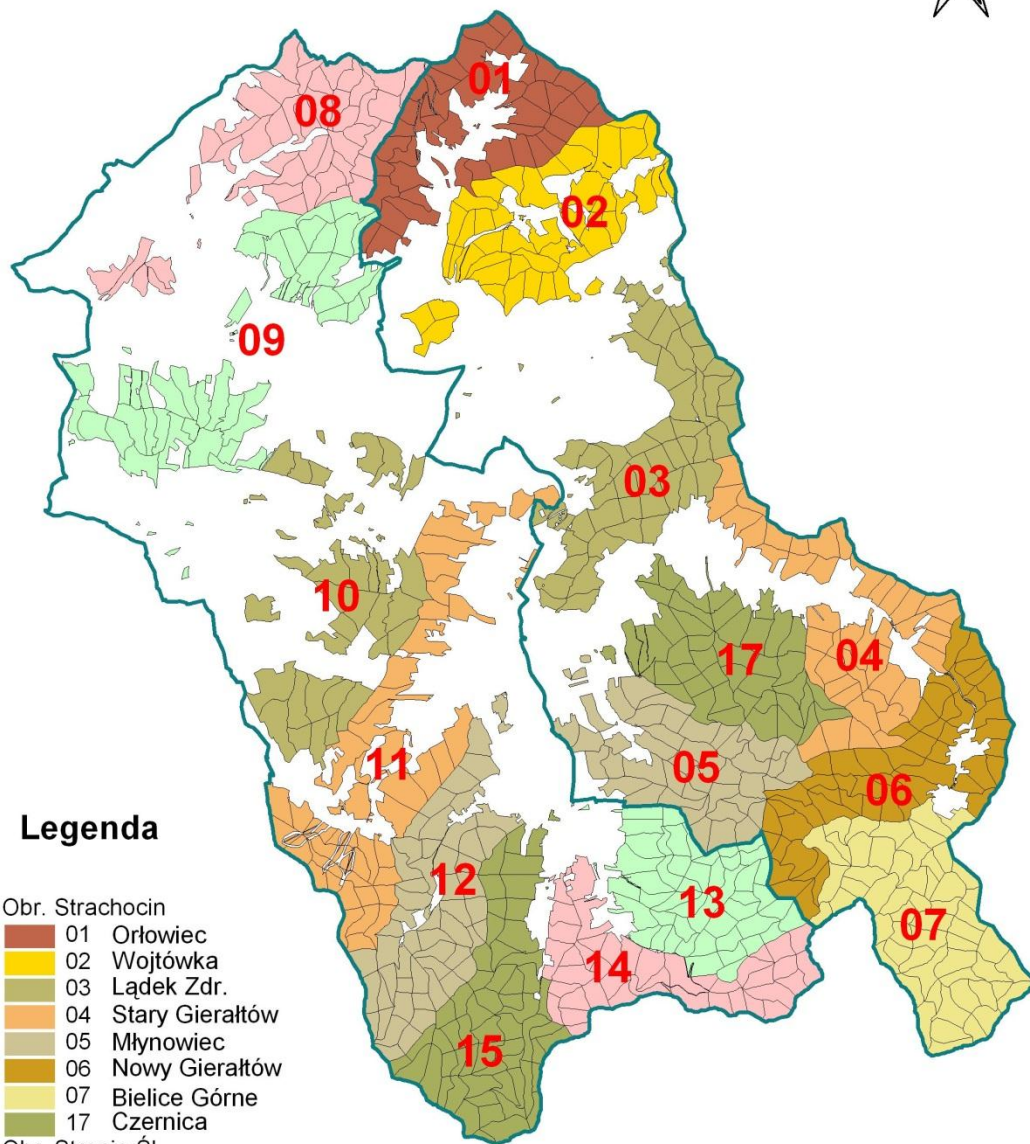 01
08
02
09
03
10
17
04
11
05
06
12
13
07
14
15
Legenda
Obr. Strachocin
01 Orłowiec
02 Wojtówka
03 Lądek Zdr.
04 Stary Gierałtów
05 Młynowiec
06 Nowy Gierałtów
07 Bielice Górne
17 Czernica